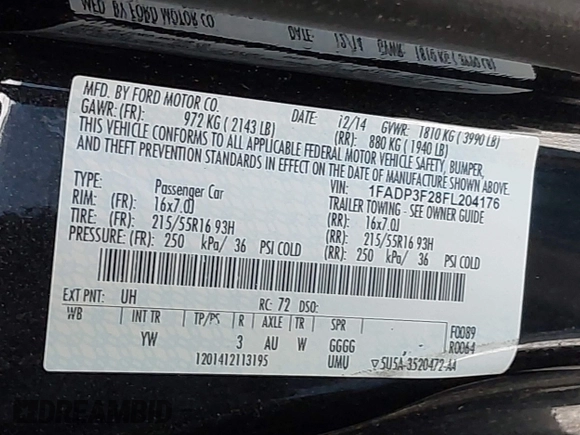 MFD. BY FORD MOTOR CO.
DATE: 12/14 GVWR: 1810 KG ( 3990 LB)
GAWR: (FR): 972 KG ( 2143 LB) (RR): 880 KG ( 1940 LB)
THIS VEHICLE CONFORMS TO ALL APPLICABLE FEDERAL MOTOR VEHICLE SAFETY, BUMPER,
AND THEFT PREVENTION STANDARDS IN EFFECT ON THE DATE OF MANUFACTURE SHOWN ABOVE.
VIN: 1FADP3F28FL204176
TYPE: Passenger Car TRAILER TOWING - SEE OWNER GUIDE
RIM: (FR): 16x7.0J (RR): 16x7.0J
TIRE: (FR): 215/55R16 93H (RR): 215/55R16 93H
PRESSURE: (FR): 250 kPa/ 36 PSI COLD (RR): 250 kPa/ 36 PSI COLD
EXT PNT: UH RC: 72 DSO:
WB INT TR TP/PS R AXLE TR SPR F0089
YW 3 AU W GGGG R0064
1201412113195 UMU 5U5A-3520472-AA
DREAMBID